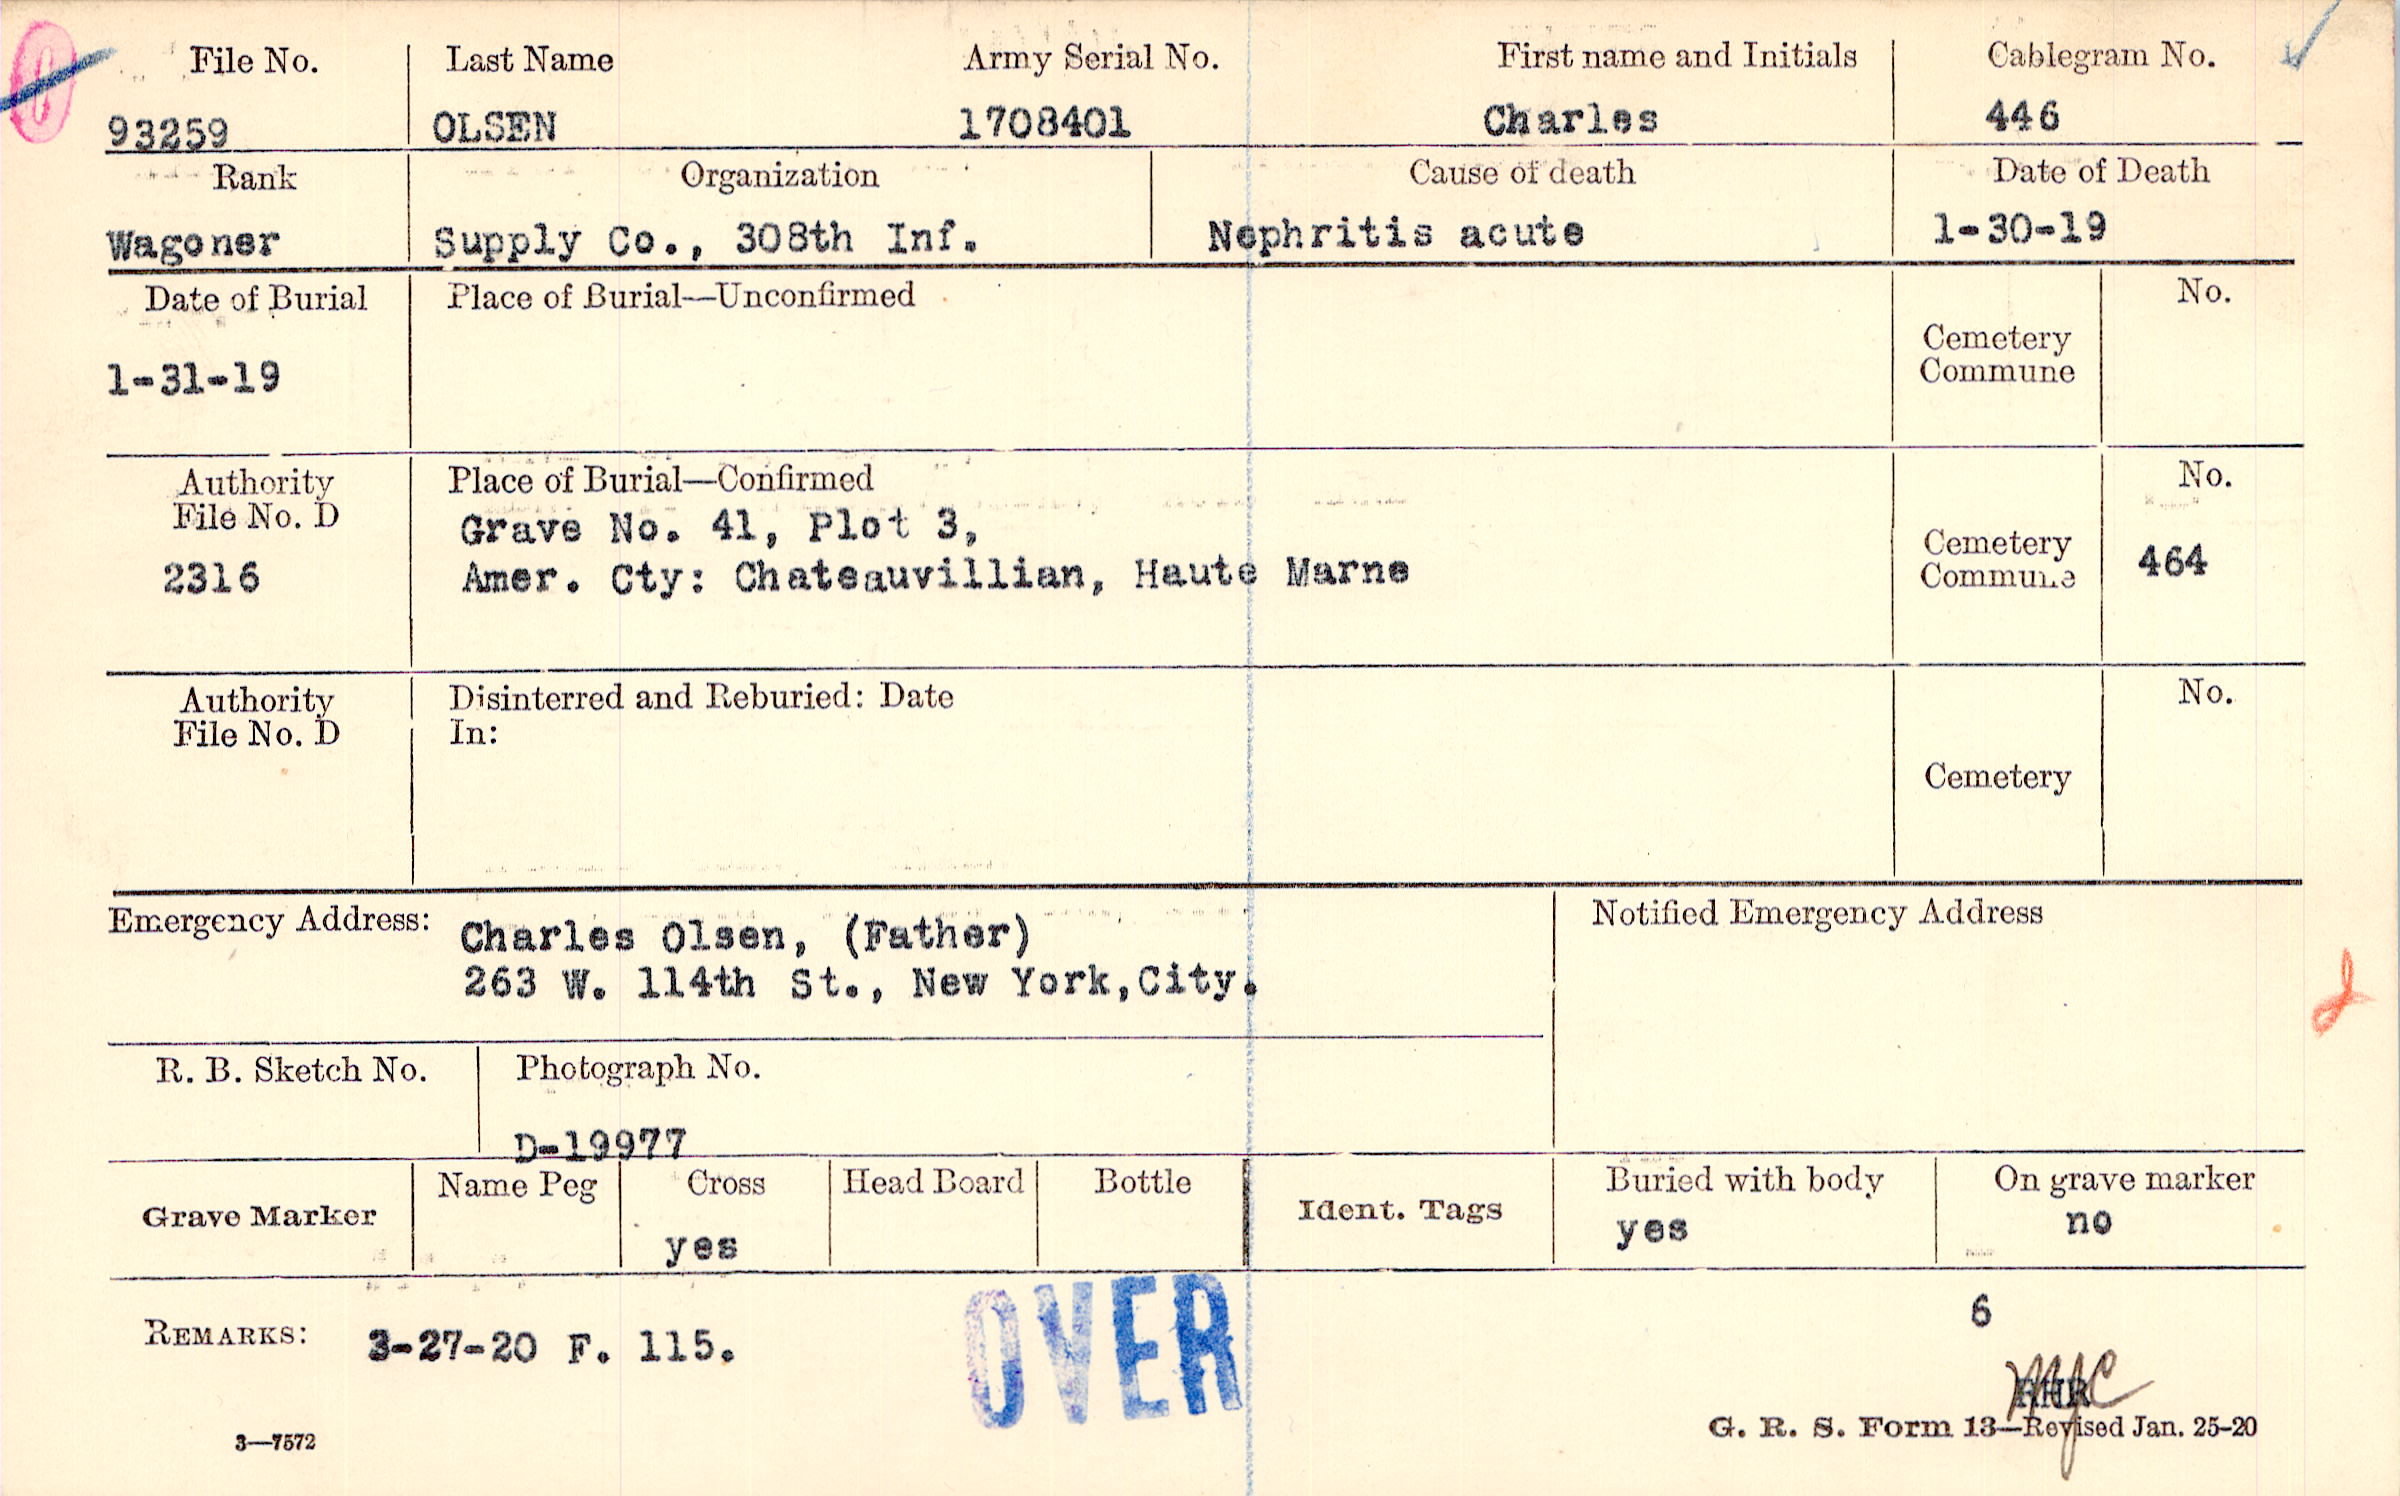 File No. Last Name Army Serial No. First name and Initials Cablegram No.
93259 OLSEN 1708401 Charles 446
Rank Organization Cause of death Date of Death
Wagoner Supply Co., 308th Inf. Nephritis acute 1-30-19
Date of Burial Place of Burial—Unconfirmed No.
Cemetery
Commune
1-31-19
Authority Place of Burial—Confirmed No.
File No. D Grave No. 41, Plot 3,
Cemetery
2316 Amer. Cty: Chateauvillian, Haute Marne Commune 464
Authority Disinterred and Reburied: Date No.
File No. D In:
Cemetery
Emergency Address: Charles Olsen, (Father) Notified Emergency Address
263 W. 114th St., New York,City.
R. B. Sketch No. Photograph No.
D-19977
Grave Marker Name Peg Cross Head Board Bottle Ident. Tags Buried with body On grave marker
yes yes no
OVER
6
REMARKS: 3-27-20 F. 115.
3—7572 G. R. S. Form 13—Revised Jan. 25-20